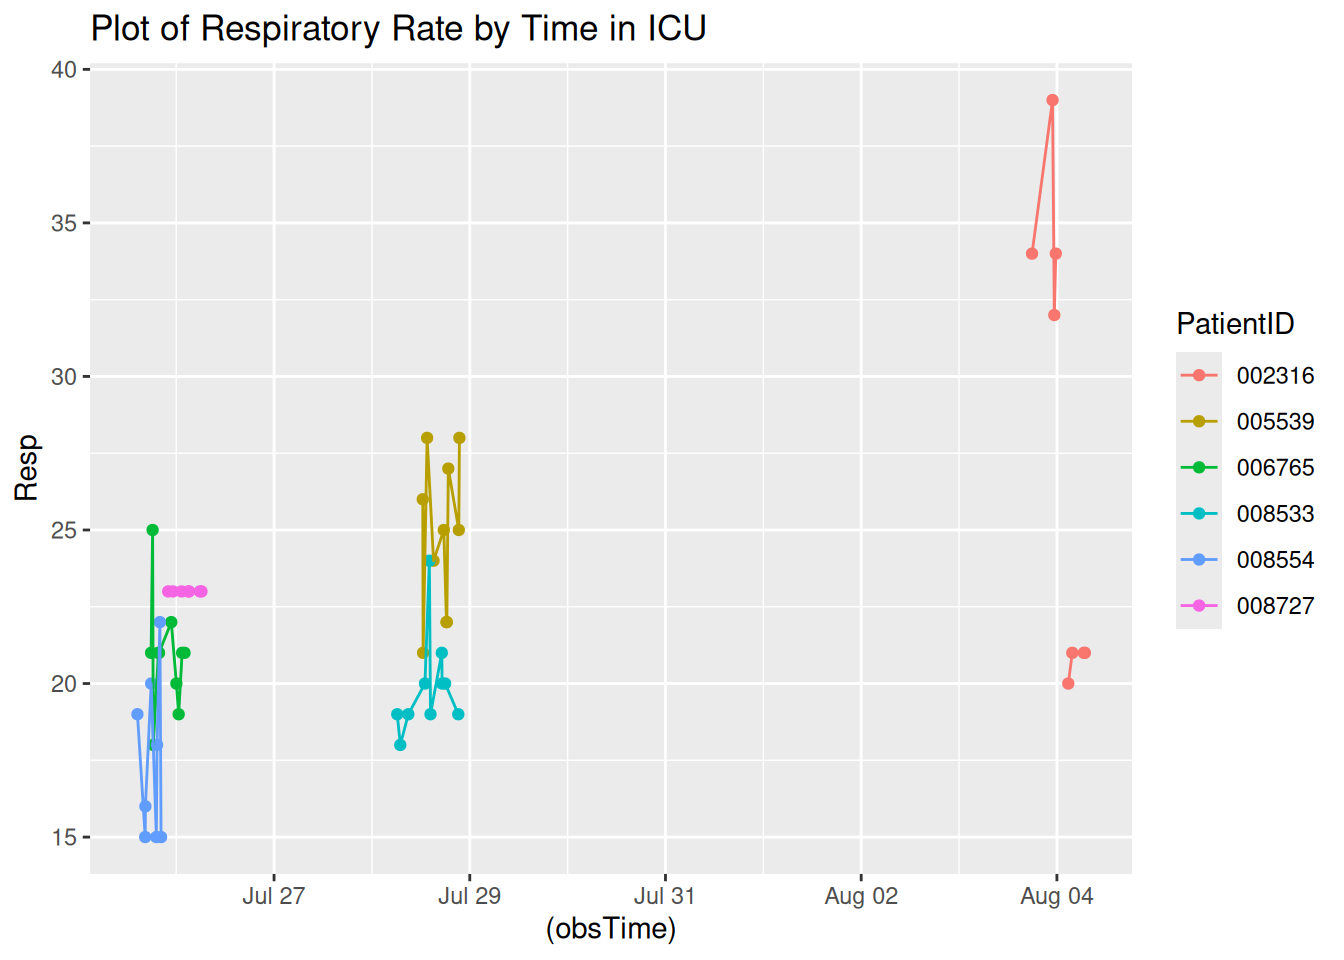 Plot of Respiratory Rate by Time in ICU
40
35
30
25
20
15
Resp
Jul 27
Jul 29
Jul 31
Aug 02
Aug 04
(obsTime)
PatientID
002316
005539
006765
008533
008554
008727